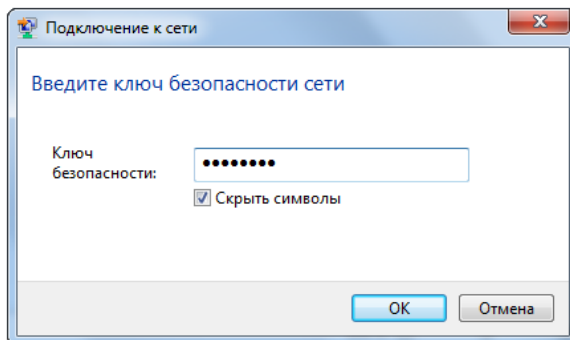 Подключение к сети
Введите ключ безопасности сети
Ключ
безопасности:
••••••••
Скрыть символы
OK
Отмена